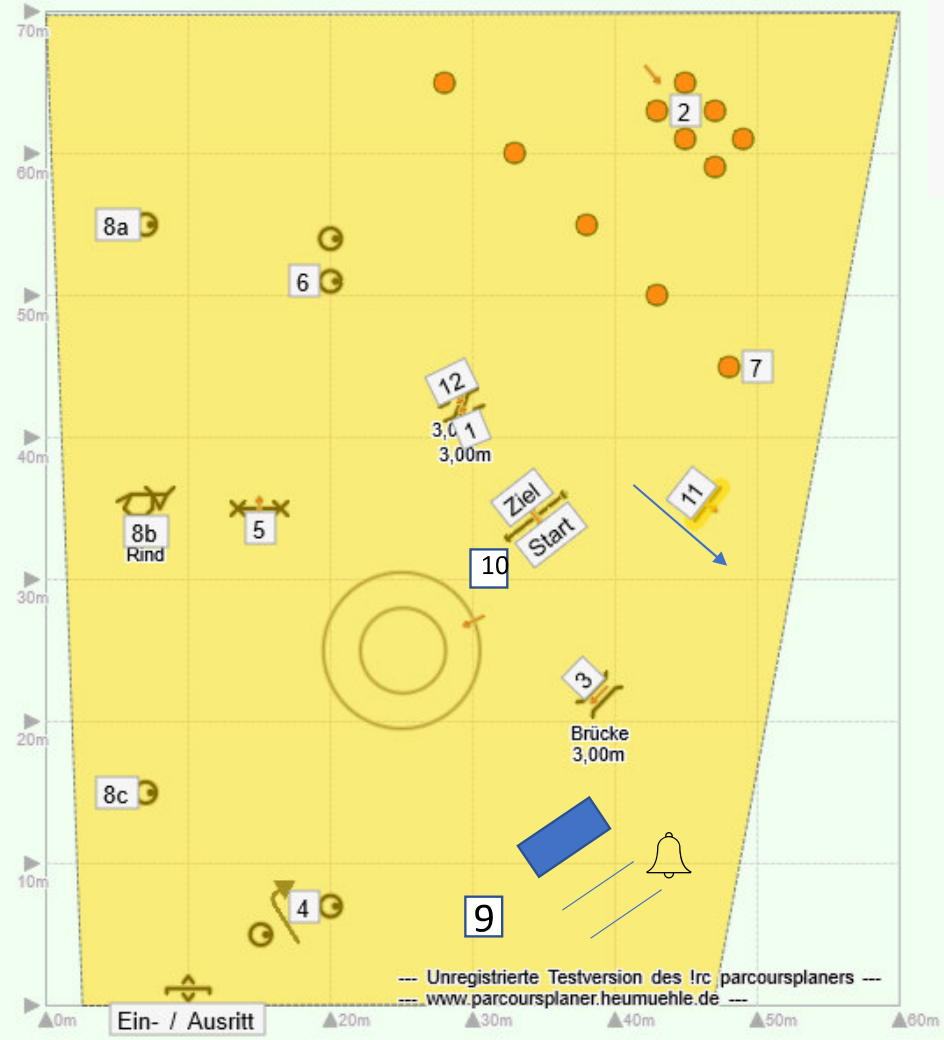 70m
2
60m
8a
6
50m
7
12
3,0
1
40m
3,00m
11
Ziel
8b
5
Start
Rind
10
30m
3
20m
Brücke
3,00m
8c
10m
4
9
--- Unregistrierte Testversion des !rc parcoursplaners ---
--- www.parcoursplaner.heumuehle.de ---
Ein- / Ausritt
0m
20m
30m
40m
50m
60m